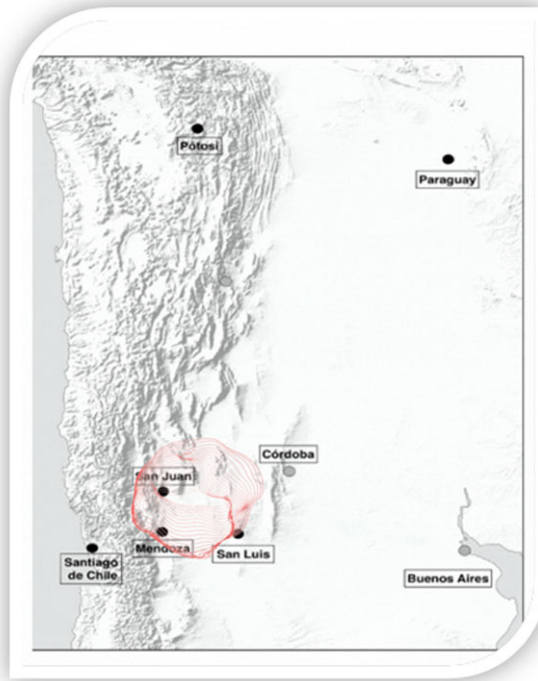 Pótosi
Paraguay
Córdoba
San Juan
Mendoza
San Luis
Santiago
de Chile
Buenos Aires